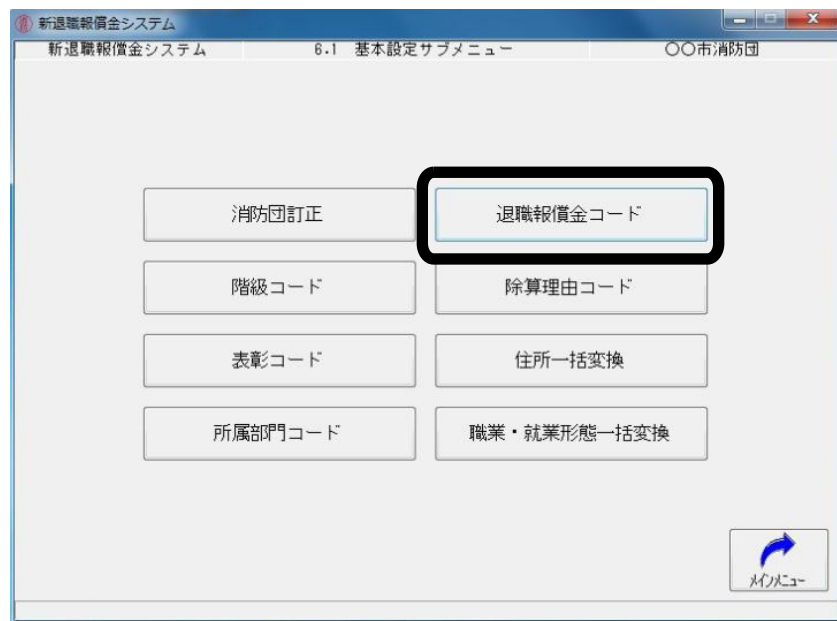 新退職報償金システム
新退職報償金システム 6.1 基本設定サブメニュー 〇〇市消防団
消防団訂正 退職報償金コード
階級コード 除算理由コード
表彰コード 住所一括変換
所属部門コード 職業・就業形態一括変換
メインメニュー